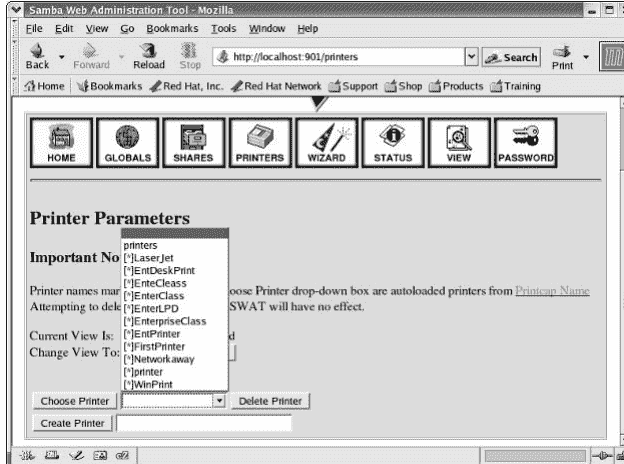 Samba Web Administration Tool - Mozilla
File Edit View Go Bookmarks Tools Window Help
Back Forward Reload Stop http://localhost:901/printers Search Print
Home Bookmarks Red Hat, Inc. Red Hat Network Support Shop Products Training
HOME GLOBALS SHARES PRINTERS WIZARD STATUS VIEW PASSWORD
Printer Parameters
Important No
Printer names mar
oose Printer drop-down box are autoloaded printers from Printcap Name
Attempting to dele
SWAT will have no effect.
Current View Is:
d
Change View To:
printers
[*]LaserJet
[*]EntDeskPrint
[*]EnteCleass
[*]EnterClass
[*]EnterLPD
[*]EnterpriseClass
[*]EntPrinter
[*]FirstPrinter
[*]Networkaway
[*]printer
[*]WinPrint
Choose Printer Delete Printer
Create Printer